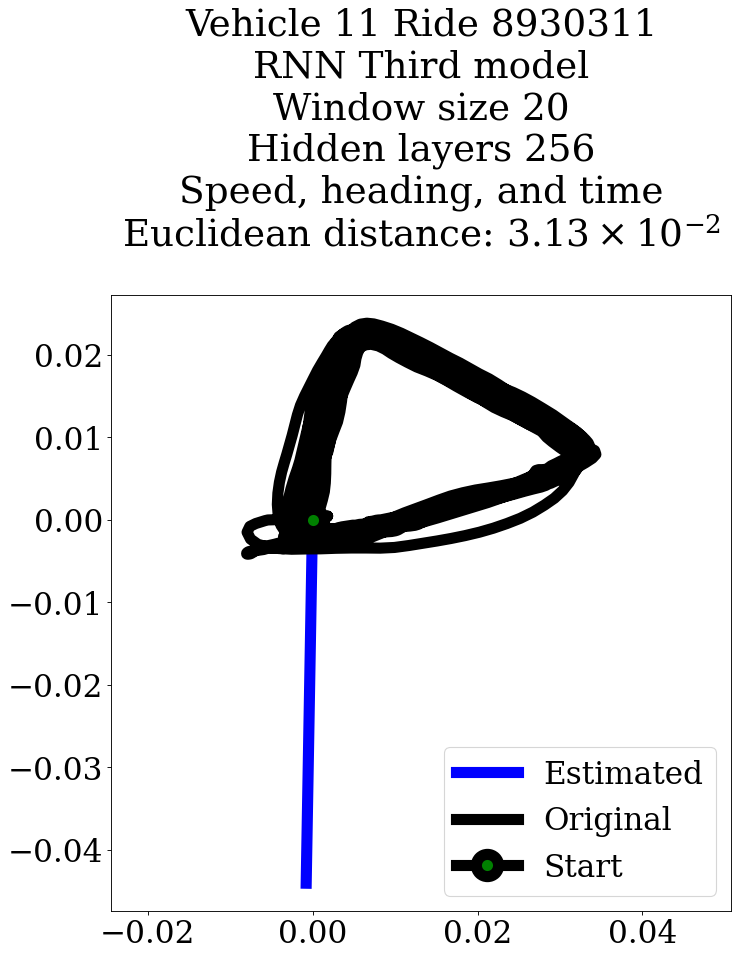 Vehicle 11 Ride 8930311
RNN Third model
Window size 20
Hidden layers 256
Speed, heading, and time
Euclidean distance: 3.13 × 10⁻²
0.02
0.01
0.00
−0.01
−0.02
−0.03
−0.04
Estimated
Original
Start
−0.02 0.00 0.02 0.04